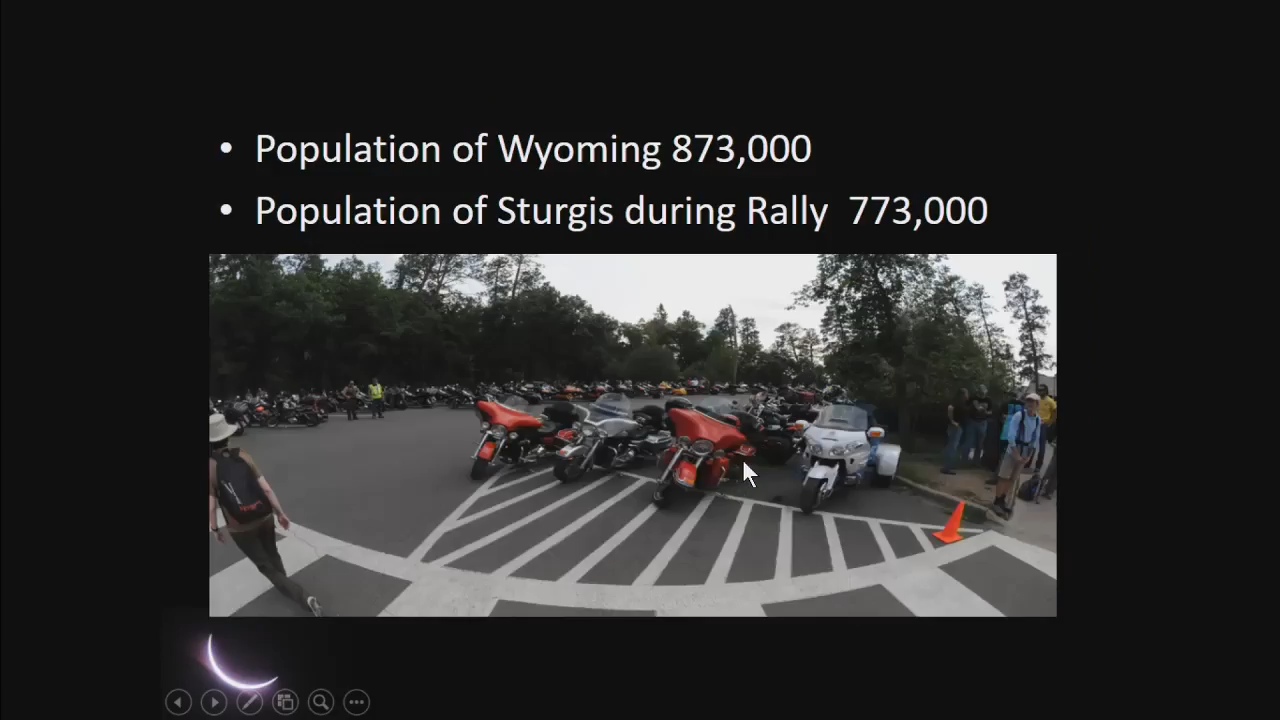 • Population of Wyoming 873,000
• Population of Sturgis during Rally 773,000